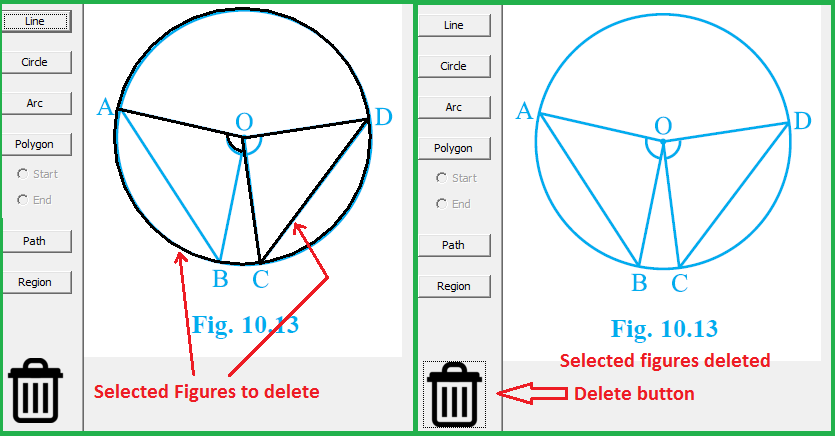 Line
Circle
Arc
Polygon
Start
End
Path
Region
A
O
D
B
C
Fig. 10.13
Selected Figures to delete
Line
Circle
Arc
Polygon
Start
End
Path
Region
A
O
D
B
C
Fig. 10.13
Selected figures deleted
Delete button